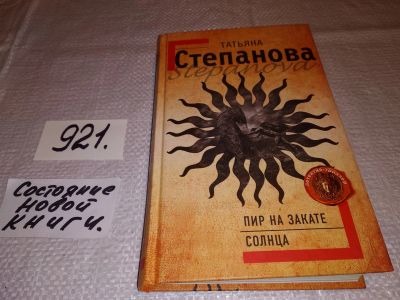 921.
Состояние
новой
книги.
ТАТЬЯНА
Степанова
Stepanova
ПИР НА ЗАКАТЕ
СОЛНЦА